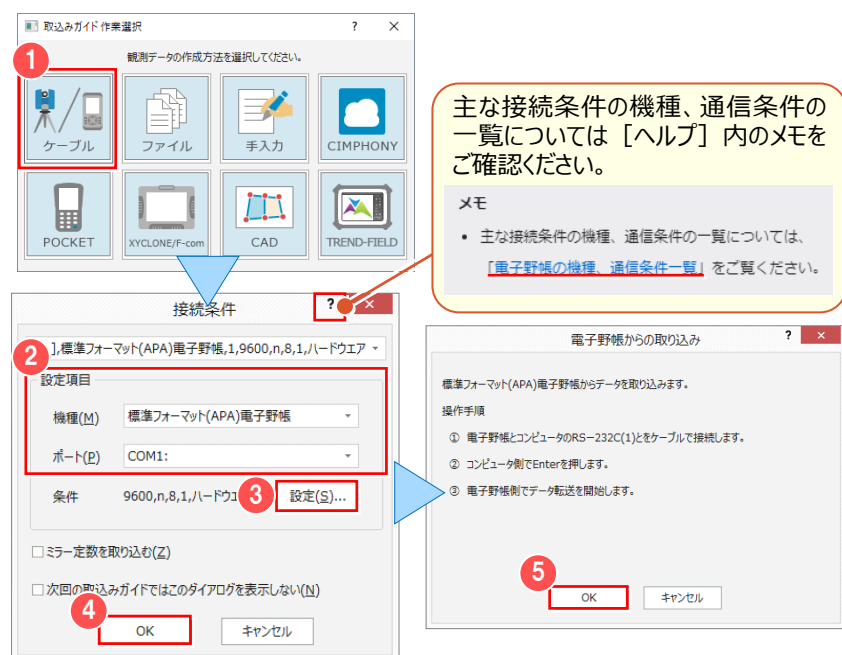 取込みガイド 作業選択 ? ×
観測データの作成方法を選択してください。
1
ケーブル
ファイル
手入力
CIMPHONY
POCKET
XYCLONE/F-com
CAD
TREND-FIELD
主な接続条件の機種、通信条件の
一覧については［ヘルプ］内のメモを
ご確認ください。
メモ
• 主な接続条件の機種、通信条件の一覧については、
「電子野帳の機種、通信条件一覧」をご覧ください。
接続条件 ? ×
],標準フォーマット(APA)電子野帳,1,9600,n,8,1,ハードウエア
2
設定項目
機種(M) 標準フォーマット(APA)電子野帳
ポート(P) COM1:
条件 9600,n,8,1,ハードウエ 3 設定(S)...
ミラー定数を取り込む(Z)
次回の取込みガイドではこのダイアログを表示しない(N)
4
OK キャンセル
電子野帳からの取り込み ? ×
標準フォーマット(APA)電子野帳からデータを取り込みます。
操作手順
① 電子野帳とコンピュータのRS-232C(1)とをケーブルで接続します。
② コンピュータ側でEnterを押します。
③ 電子野帳側でデータ転送を開始します。
5
OK キャンセル